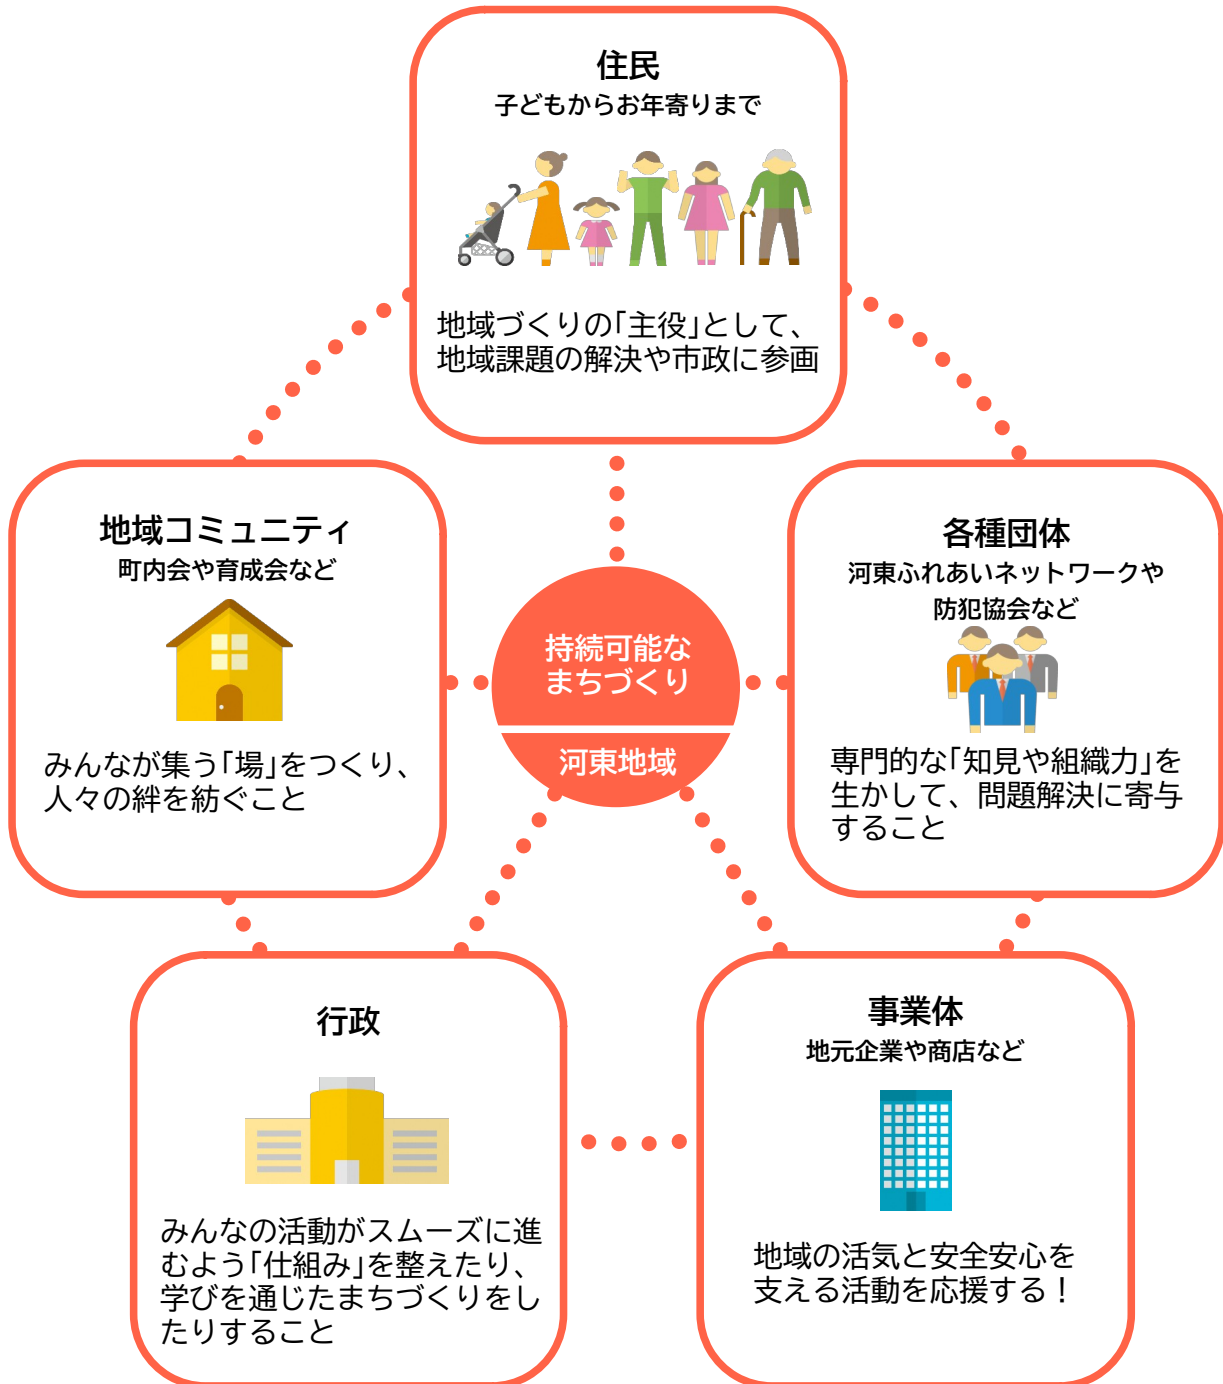 住民
子どもからお年寄りまで
地域づくりの「主役」として、
地域課題の解決や市政に参画
地域コミュニティ
町内会や育成会など
みんなが集う「場」をつくり、
人々の絆を紡ぐこと
持続可能な
まちづくり
河東地域
各種団体
河東ふれあいネットワークや
防犯協会など
専門的な「知見や組織力」を
生かして、問題解決に寄与
すること
行政
みんなの活動がスムーズに進
むよう「仕組み」を整えたり、
学びを通じたまちづくりをし
たりすること
事業体
地元企業や商店など
地域の活気と安全安心を
支える活動を応援する！